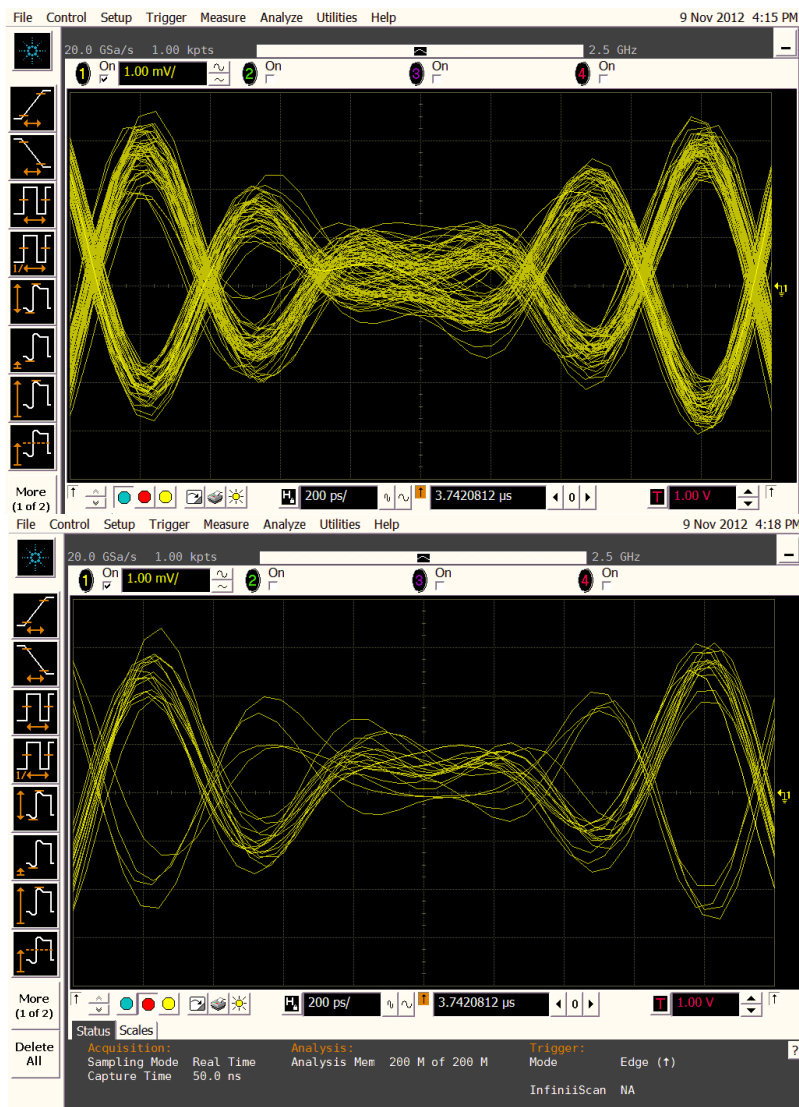 File Control Setup Trigger Measure Analyze Utilities Help 9 Nov 2012 4:15 PM
20.0 GSa/s 1.00 kpts 2.5 GHz
1 On 1.00 mV/ 2 On 3 On 4 On
1
1/
More
(1 of 2)
H 200 ps/ 3.7420812 µs 0 T 1.00 V
File Control Setup Trigger Measure Analyze Utilities Help 9 Nov 2012 4:18 PM
20.0 GSa/s 1.00 kpts 2.5 GHz
1 On 1.00 mV/ 2 On 3 On 4 On
1
1/
More
(1 of 2)
H 200 ps/ 3.7420812 µs 0 T 1.00 V
Delete
All
Status Scales
Acquisition: Analysis: Trigger:
Sampling Mode Real Time Analysis Mem 200 M of 200 M Mode Edge (↑)
Capture Time 50.0 ns
InfiniiScan NA
?